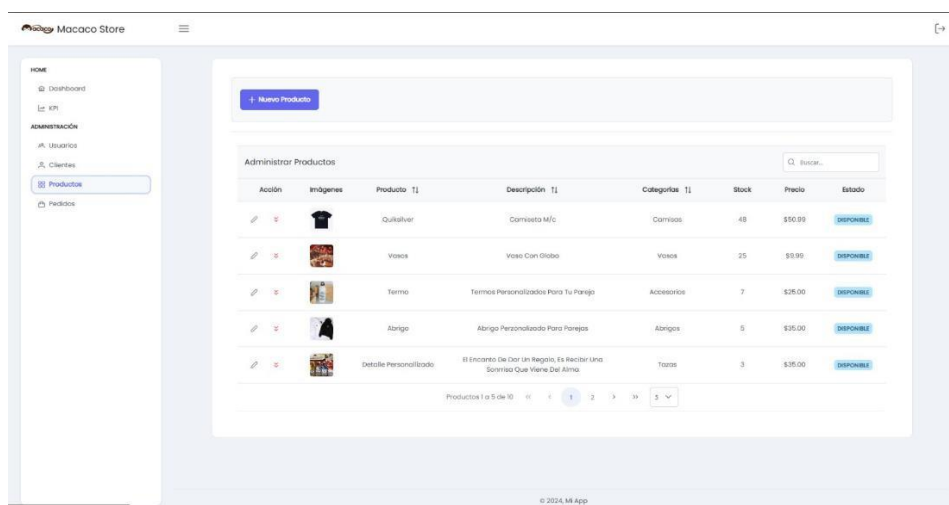 Macaco Macaco Store
HOME
Dashboard
KPI
ADMINISTRACIÓN
Usuarios
Clientes
Productos
Pedidos
+ Nuevo Producto
Administrar Productos
Buscar...
Acción Imágenes Producto Descripción Categorías Stock Precio Estado
Quiksilver Camiseta M/c Camisas 48 $50.99 DISPONIBLE
Vasos Vaso Con Globo Vasos 25 $9.99 DISPONIBLE
Termo Termos Personalizados Para Tu Pareja Accesorios 7 $25.00 DISPONIBLE
Abrigo Abrigo Perzonalizado Para Parejas Abrigos 5 $35.00 DISPONIBLE
Detalle Personalizado El Encanto De Dar Un Regalo, Es Recibir Una Tazas 3 $35.00 DISPONIBLE
Sonrrisa Que Viene Del Alma.
Productos 1 a 5 de 10 « ‹ 1 2 › » 5
© 2024, Mi App